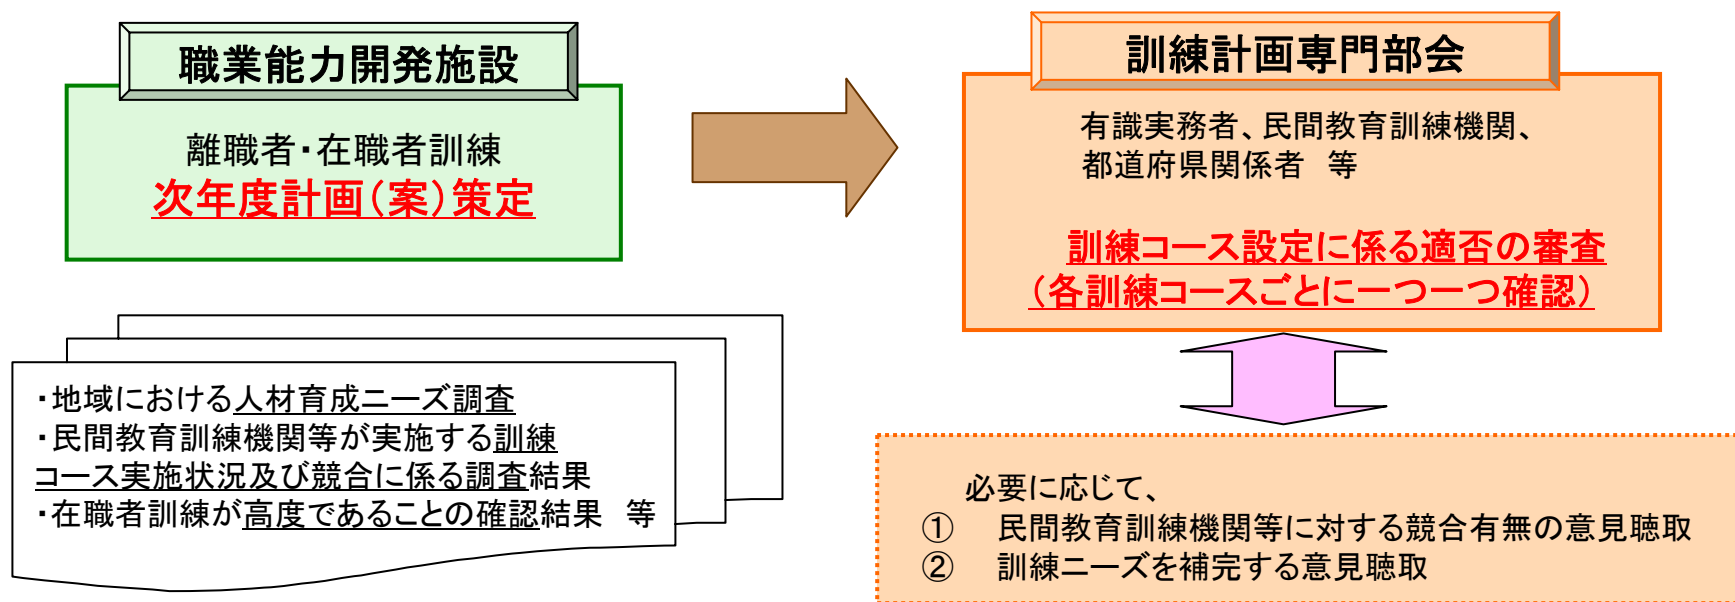 職業能力開発施設
離職者・在職者訓練
次年度計画（案）策定
・地域における人材育成ニーズ調査
・民間教育訓練機関等が実施する訓練
コース実施状況及び競合に係る調査結果
・在職者訓練が高度であることの確認結果　等
訓練計画専門部会
有識実務者、民間教育訓練機関、
都道府県関係者　等
訓練コース設定に係る適否の審査
（各訓練コースごとに一つ一つ確認）
必要に応じて、
①　民間教育訓練機関等に対する競合有無の意見聴取
②　訓練ニーズを補完する意見聴取